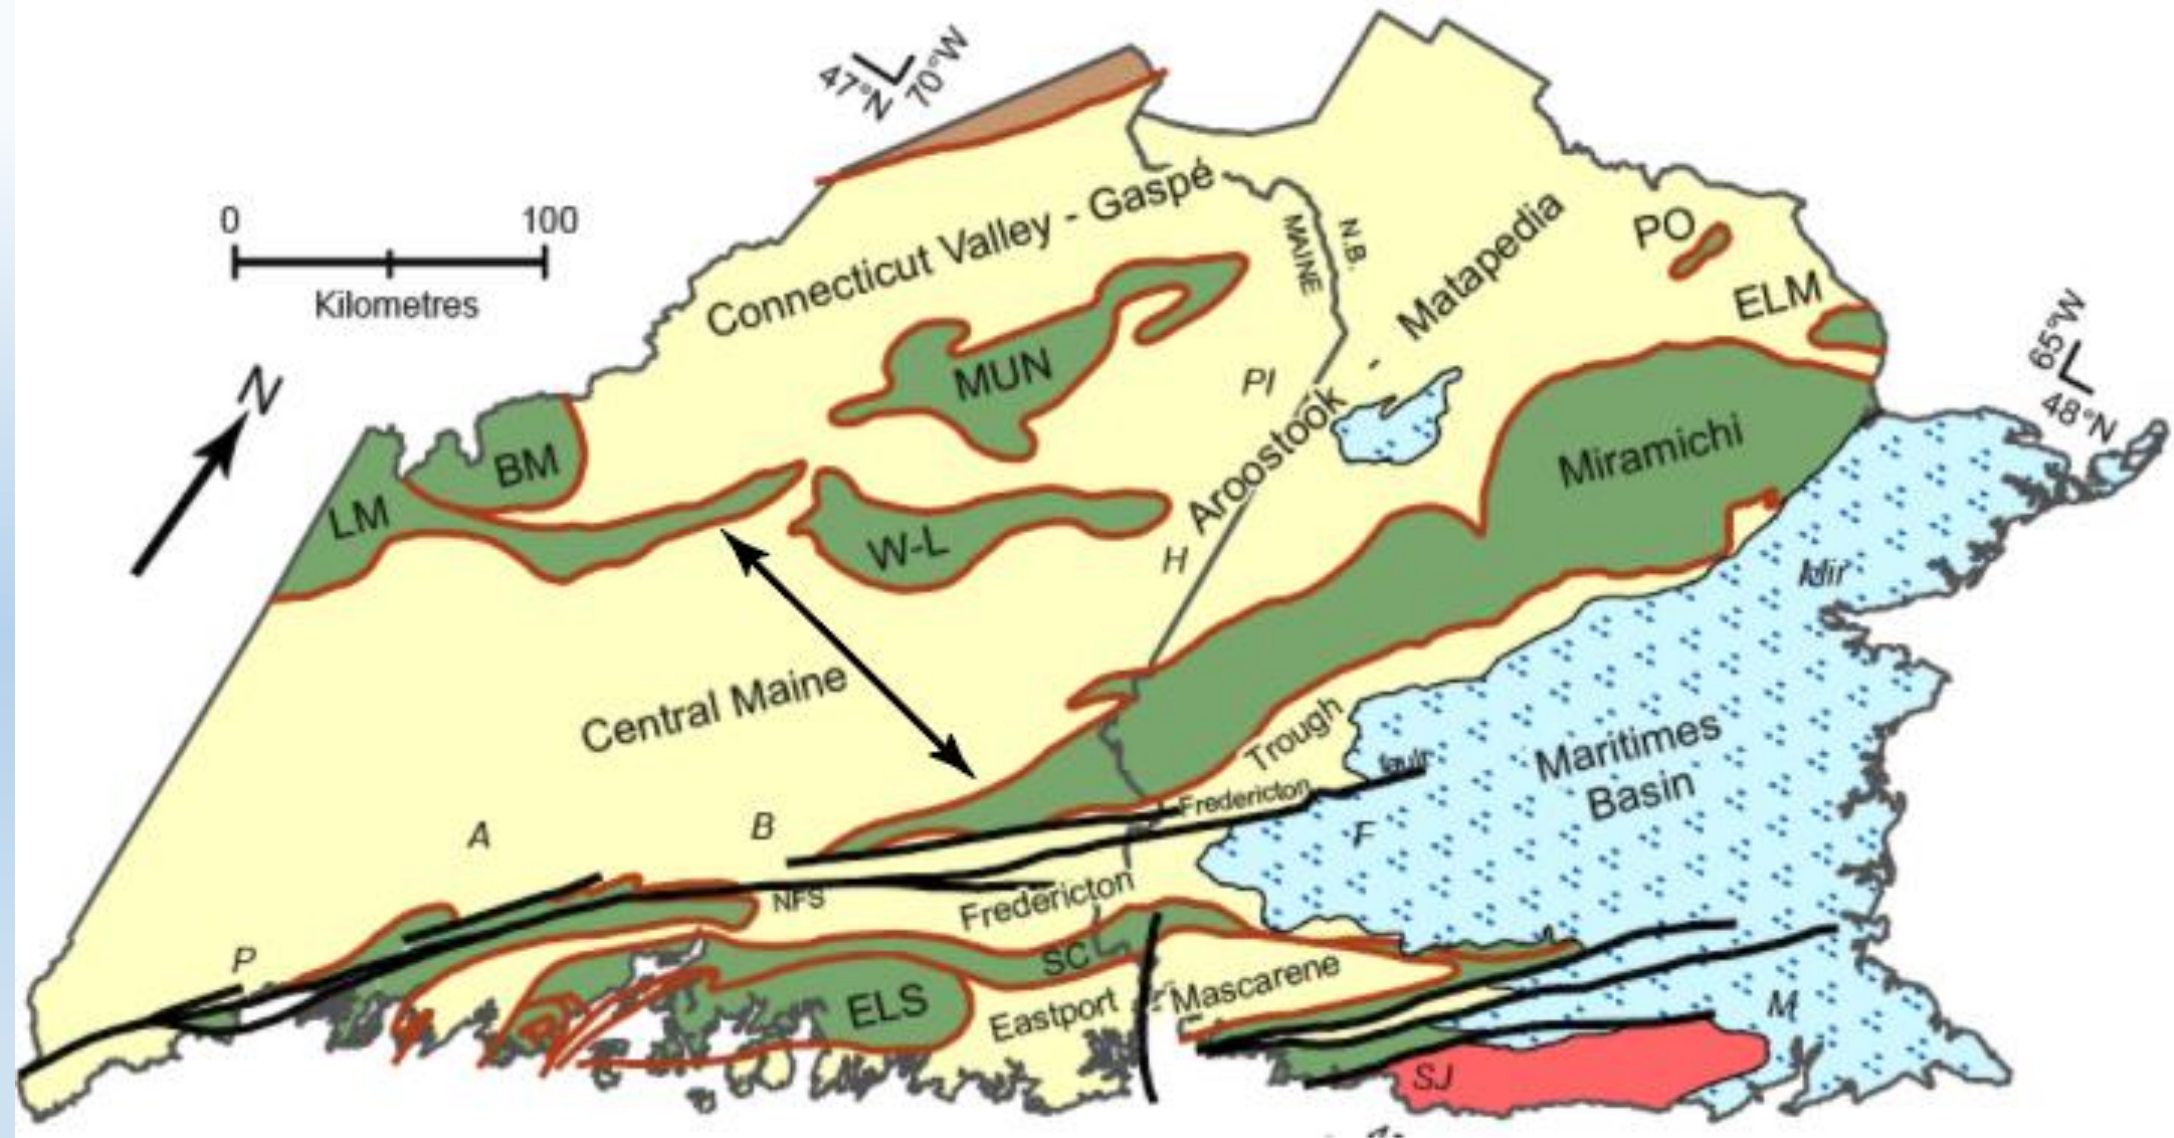 47°N
70°W
0 100
Kilometres
N
Connecticut Valley - Gaspé
MAINE
N.B.
Aroostook - Matapedia
PO
ELM
65°W
48°N
MUN
PI
BM
LM
W-L
H
Miramichi
Central Maine
Trough
Fredericton
Maritimes
Basin
A
B
F
NFS
Fredericton
P
SC
ELS
Eastport
Mascarene
M
SJ